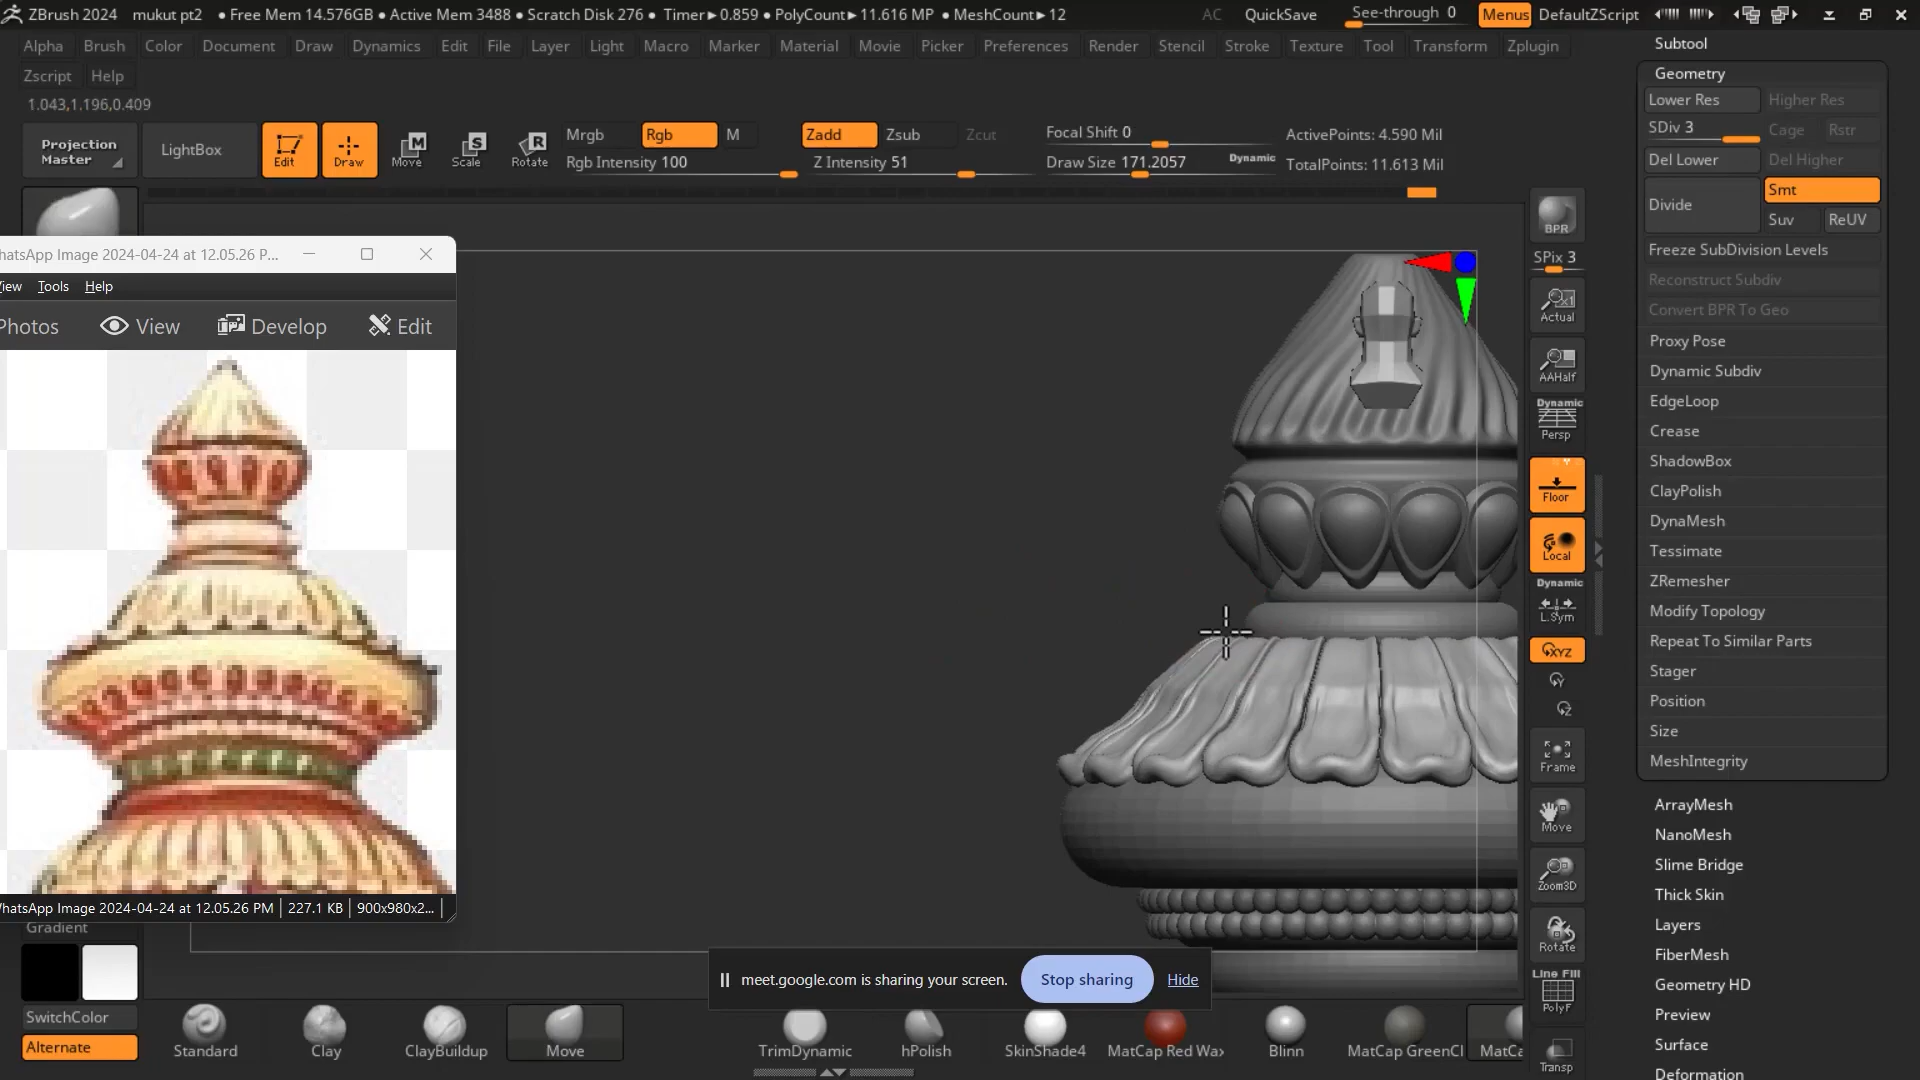 ZBrush 2024 mukut pt2 • Free Mem 14.576GB • Active Mem 3488 • Scratch Disk 276 • Timer▶0.859 • PolyCount▶11.616 MP • MeshCount▶12 AC QuickSave See-through 0 Menus DefaultZScript
Alpha Brush Color Document Draw Dynamics Edit File Layer Light Macro Marker Material Movie Picker Preferences Render Stencil Stroke Texture Tool Transform Zplugin
Zscript Help
1.043,1.196,0.409
Projection Master
LightBox
Edit
Draw
Move
Scale
Rotate
Mrgb Rgb M
Rgb Intensity 100
Zadd Zsub Zcut
Z Intensity 51
Focal Shift 0
Draw Size 171.2057 Dynamic
ActivePoints: 4.590 Mil
TotalPoints: 11.613 Mil
hatsApp Image 2024-04-24 at 12.05.26 P...
iew Tools Help
Photos View Develop Edit
hatsApp Image 2024-04-24 at 12.05.26 PM 227.1 KB 900x980x2...
Gradient
SwitchColor
Alternate
meet.google.com is sharing your screen. Stop sharing Hide
Standard Clay ClayBuildup Move TrimDynamic hPolish SkinShade4 MatCap Red Wax Blinn MatCap GreenCl MatCa
BPR
SPix 3
Actual
AAHalf
Dynamic
Persp
Floor
Local
Dynamic
L.Sym
XYZ
Y
Z
Frame
Move
Zoom3D
Rotate
Line Fill
PolyF
Transp
Subtool
Geometry
Lower Res Higher Res
SDiv 3 Cage Rstr
Del Lower Del Higher
Divide Smt
Suv ReUV
Freeze SubDivision Levels
Reconstruct Subdiv
Convert BPR To Geo
Proxy Pose
Dynamic Subdiv
EdgeLoop
Crease
ShadowBox
ClayPolish
DynaMesh
Tessimate
ZRemesher
Modify Topology
Repeat To Similar Parts
Stager
Position
Size
MeshIntegrity
ArrayMesh
NanoMesh
Slime Bridge
Thick Skin
Layers
FiberMesh
Geometry HD
Preview
Surface
Deformation